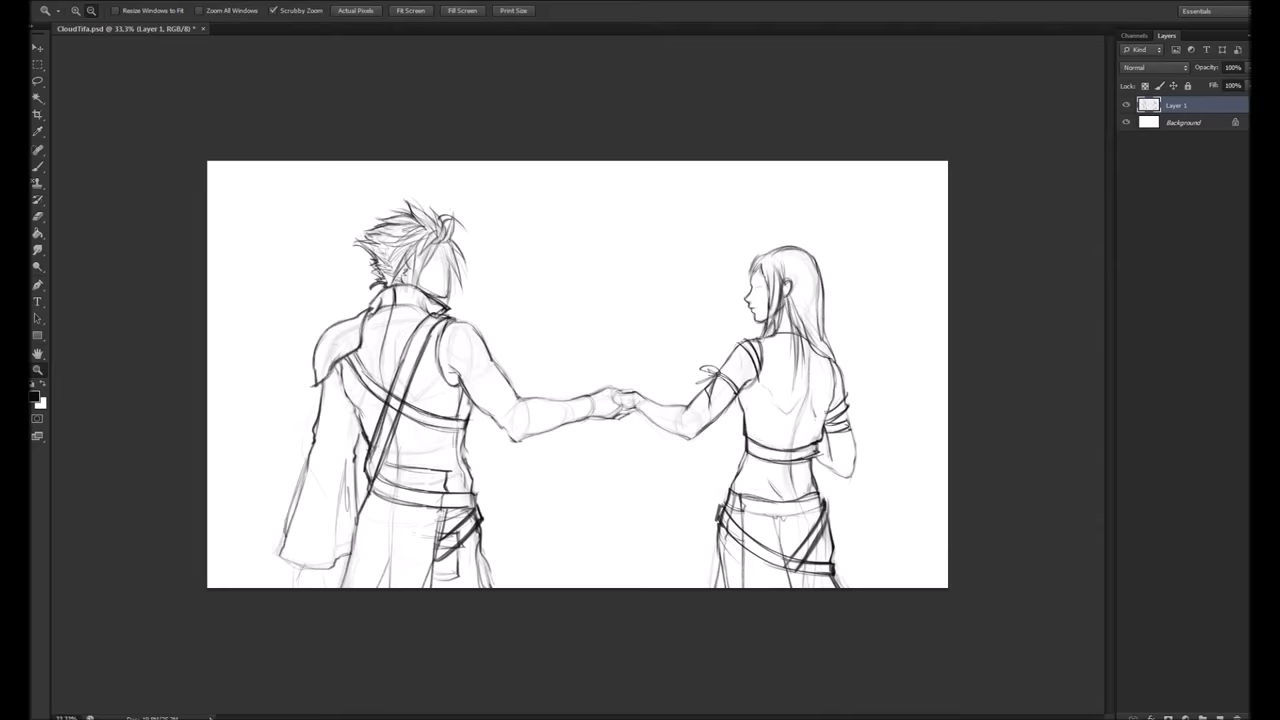 Resize Windows to Fit Zoom All Windows Scrubby Zoom Actual Pixels Fit Screen Fill Screen Print Size Essentials
CloudTifa.psd @ 33,3% (Layer 1, RGB/8) * ×
Channels Layers
Kind
Normal Opacity: 100%
Lock: Fill: 100%
Layer 1
Background